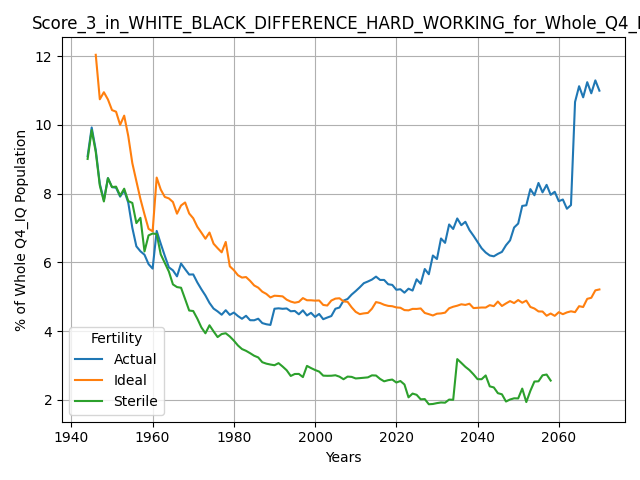 Score_3_in_WHITE_BLACK_DIFFERENCE_HARD_WORKING_for_Whole_Q4_I
% of Whole Q4_IQ Population
12
10
8
6
4
2
Fertility
Actual
Ideal
Sterile
1940
1960
1980
2000
2020
2040
2060
Years